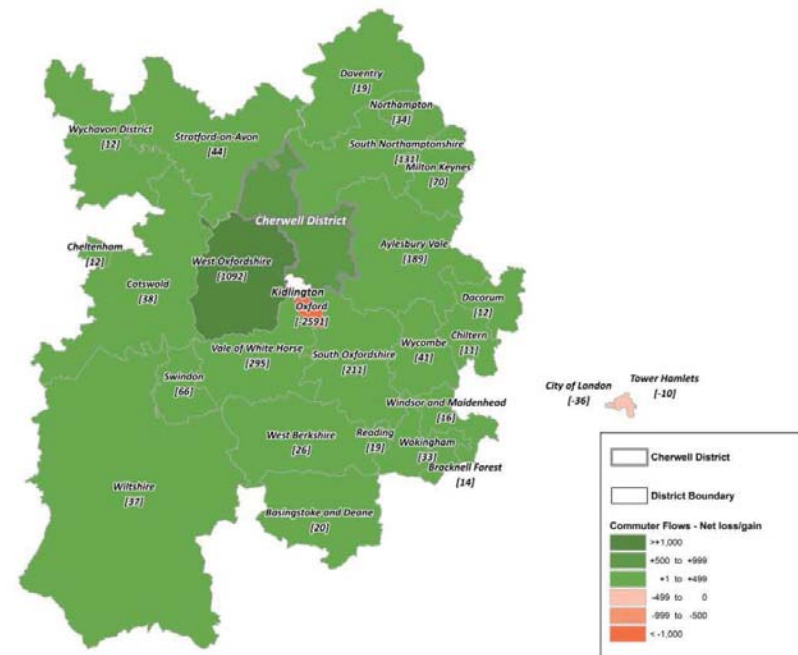 Daventry
[19]
Northampton
[34]
Wychavon District
[12]
Stratford-on-Avon
[44]
South Northamptonshire
[131]
Milton Keynes
[70]
Cherwell District
Cheltenham
[12]
West Oxfordshire
[1092]
Aylesbury Vale
[189]
Cotswold
[38]
Kidlington
Oxford
[-2591]
Dacorum
[12]
Vale of White Horse
[295]
South Oxfordshire
[211]
Wycombe
[41]
Chiltern
[11]
Swindon
[66]
City of London
[-36]
Tower Hamlets
[-10]
Windsor and Maidenhead
[16]
West Berkshire
[26]
Reading
[19]
Wokingham
[33]
Bracknell Forest
[14]
Wiltshire
[37]
Basingstoke and Deane
[20]
Cherwell District
District Boundary
Commuter Flows - Net loss/gain
>+1,000
+500 to +999
+1 to +499
-499 to 0
-999 to -500
< -1,000